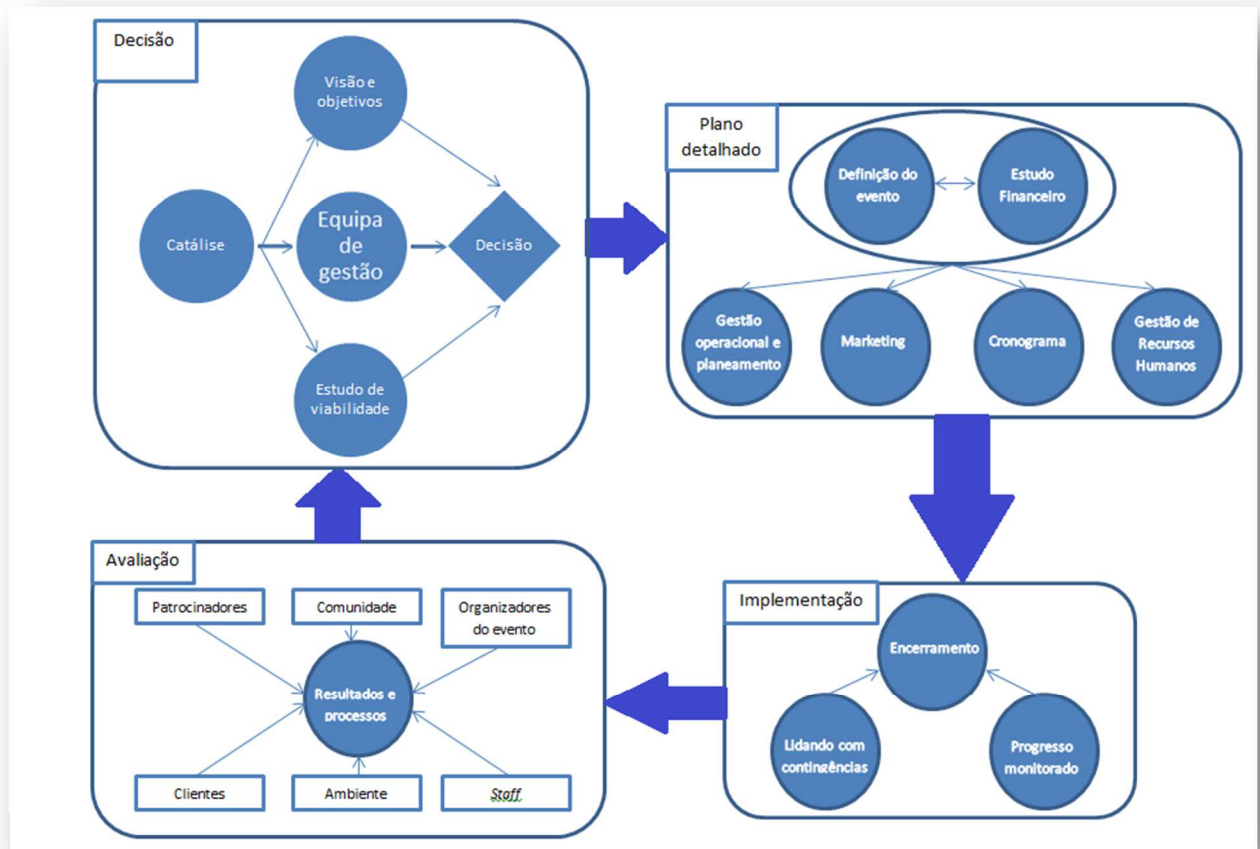 Decisão
Visão e
objetivos
Catálise
Equipa
de
gestão
Decisão
Estudo de
viabilidade
Plano
detalhado
Definição do
evento
Estudo
Financeiro
Gestão
operacional e
planeamento
Marketing
Cronograma
Gestão de
Recursos
Humanos
Implementação
Encerramento
Lidando com
contingências
Progresso
monitorado
Avaliação
Patrocinadores
Comunidade
Organizadores
do evento
Resultados e
processos
Clientes
Ambiente
Staff